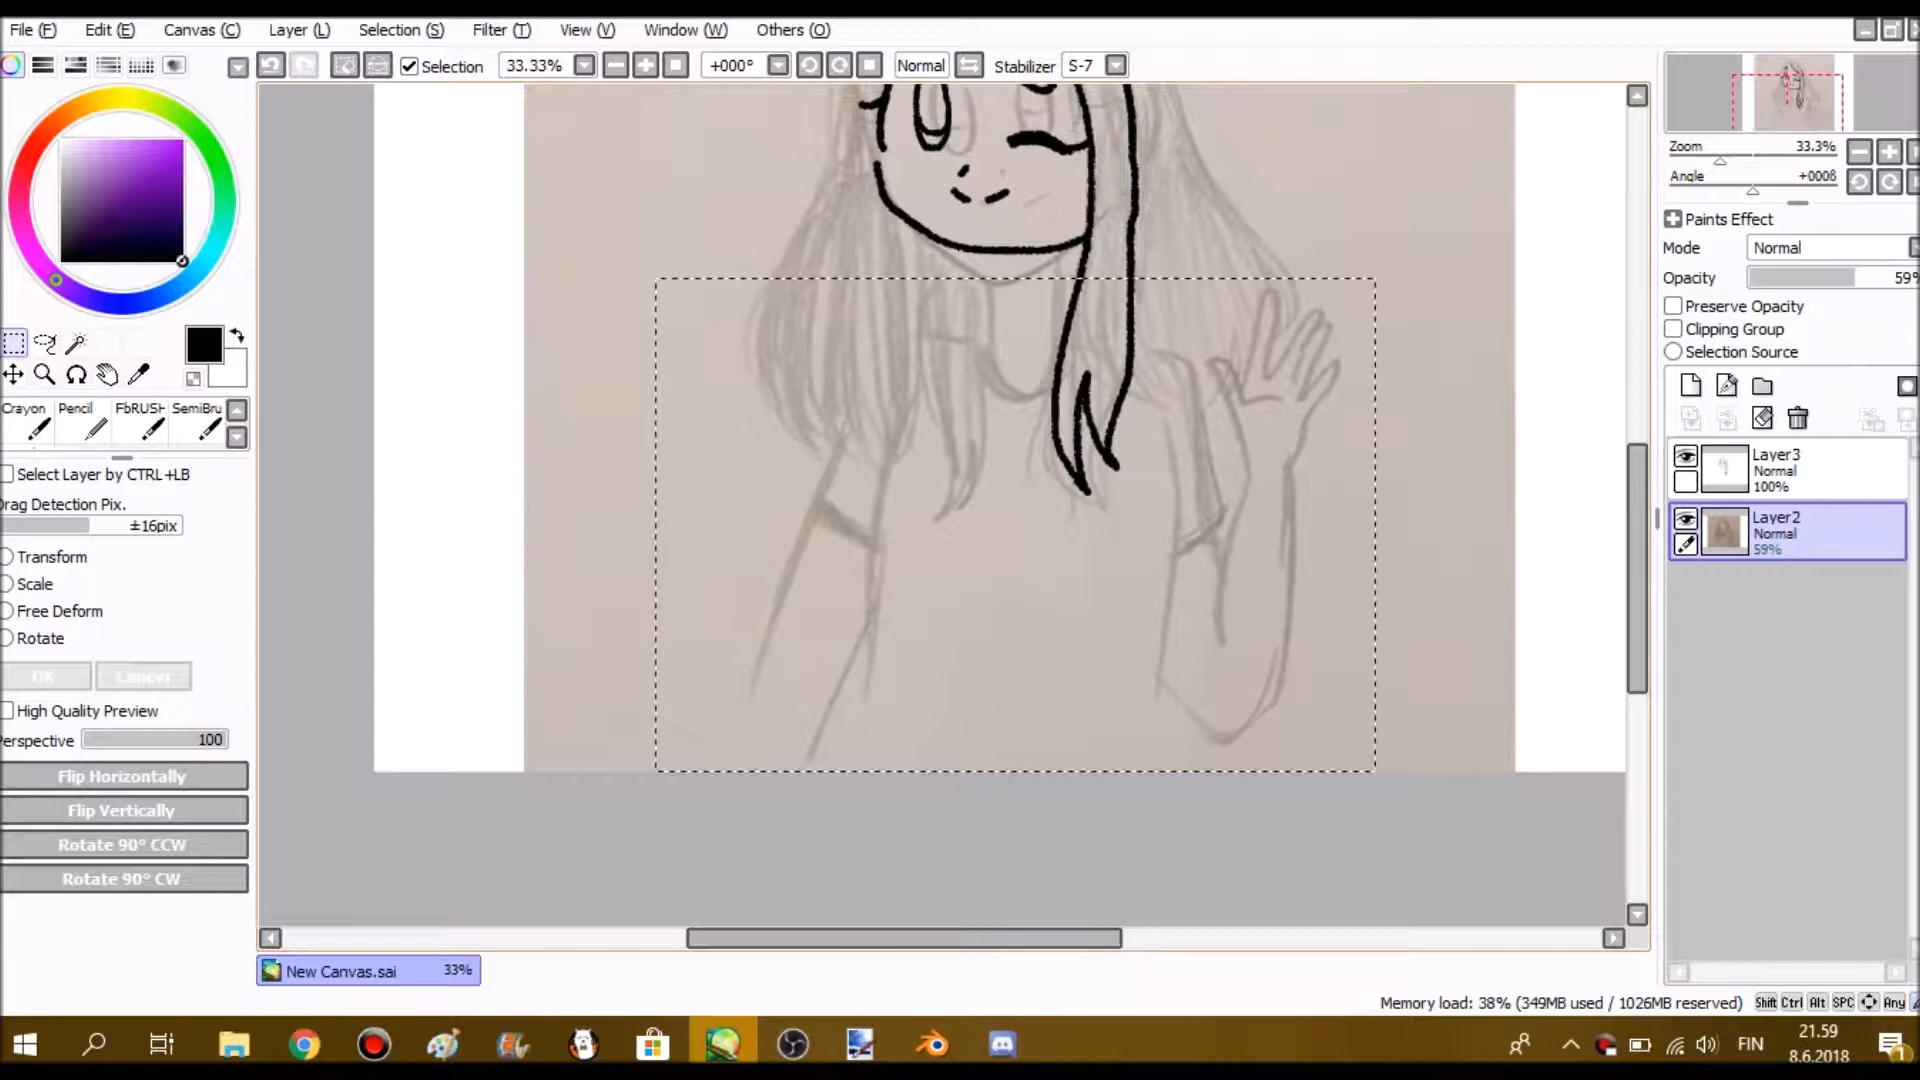 File (F) Edit (E) Canvas (C) Layer (L) Selection (S) Filter (T) View (V) Window (W) Others (O)
Selection 33.33% +000° Normal Stabilizer S-7
Zoom 33.3%
Angle +000ß
Paints Effect
Mode Normal
Opacity 59%
Preserve Opacity
Clipping Group
Selection Source
Crayon Pencil FbRUSH SemiBru
Select Layer by CTRL+LB
Drag Detection Pix.
±16pix
Transform
Scale
Free Deform
Rotate
OK Cancel
High Quality Preview
Perspective 100
Flip Horizontally
Flip Vertically
Rotate 90° CCW
Rotate 90° CW
Layer3
Normal
100%
Layer2
Normal
59%
New Canvas.sai 33%
Memory load: 38% (349MB used / 1026MB reserved) Shift Ctrl Alt SPC Any
FIN
21.59
8.6.2018
1